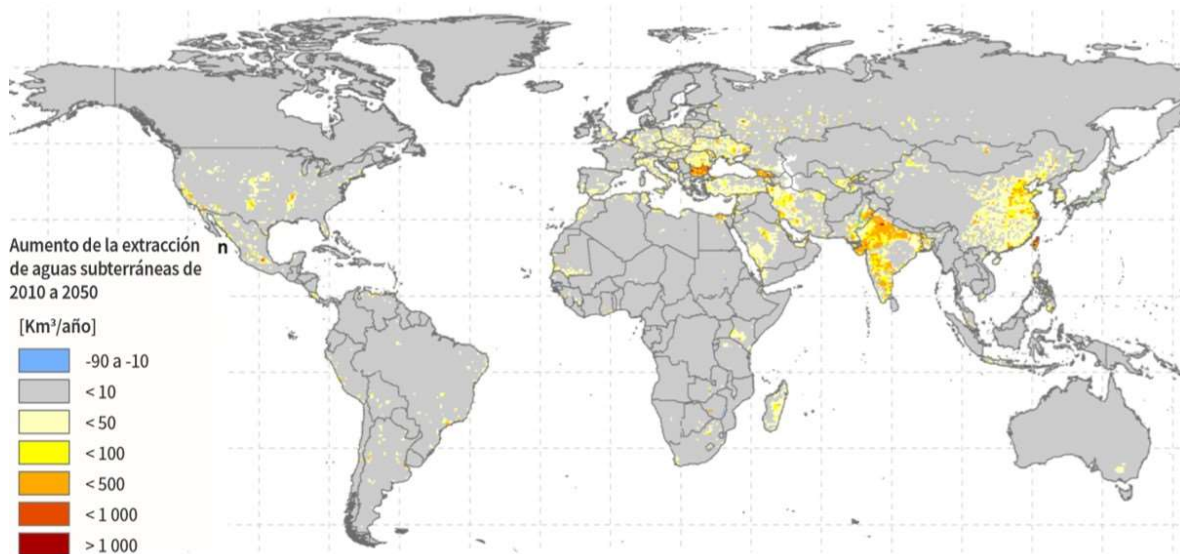 Aumento de la extracción
n
de aguas subterráneas de
2010 a 2050
[Km³/año]
-90 a -10
< 10
< 50
< 100
< 500
< 1 000
> 1 000